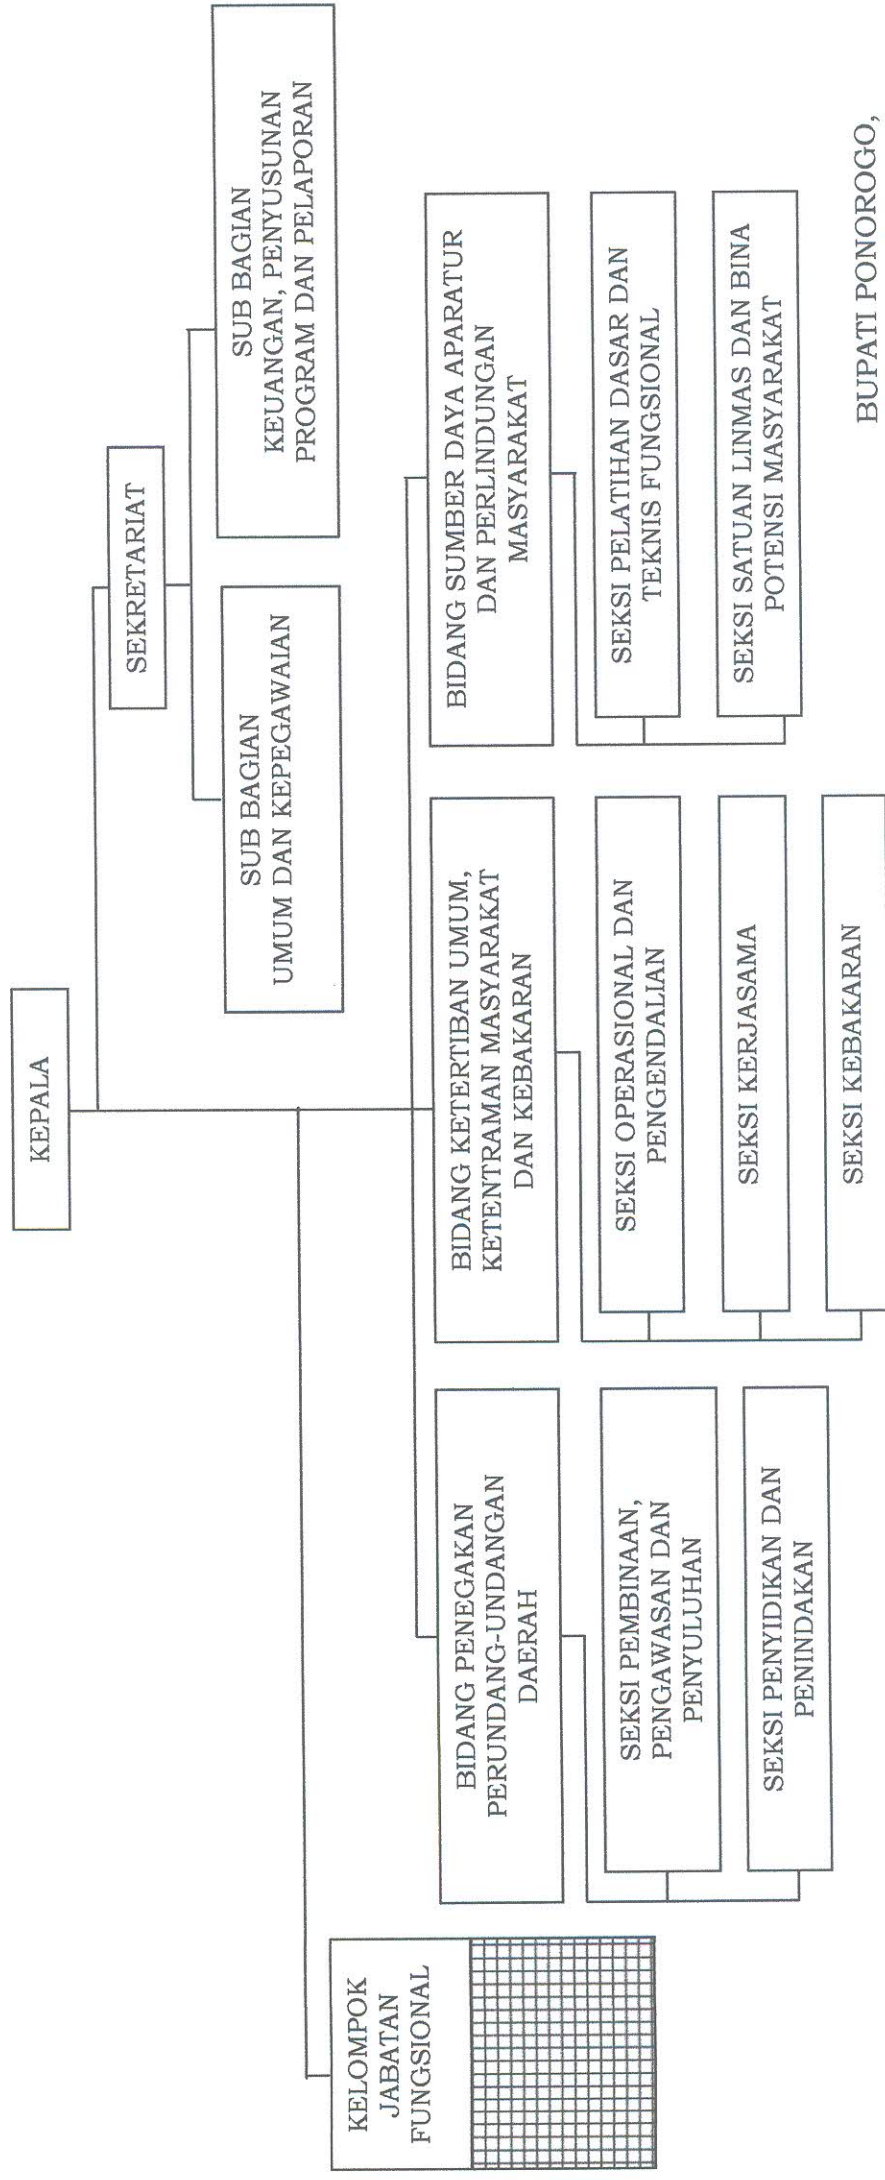 KEPALA
SEKRETARIAT
SUB BAGIAN
UMUM DAN KEPEGAWAIAN
SUB BAGIAN
KEUANGAN, PENYUSUNAN
PROGRAM DAN PELAPORAN
KELOMPOK
JABATAN
FUNGSIONAL
BIDANG PENEGAKAN
PERUNDANG-UNDANGAN
DAERAH
SEKSI PEMBINAAN,
PENGAWASAN DAN
PENYULUHAN
SEKSI PENYIDIKAN DAN
PENINDAKAN
BIDANG KETERTIBAN UMUM,
KETENTRAMAN MASYARAKAT
DAN KEBAKARAN
SEKSI OPERASIONAL DAN
PENGENDALIAN
SEKSI KERJASAMA
SEKSI KEBAKARAN
BIDANG SUMBER DAYA APARATUR
DAN PERLINDUNGAN
MASYARAKAT
SEKSI PELATIHAN DASAR DAN
TEKNIS FUNGSIONAL
SEKSI SATUAN LINMAS DAN BINA
POTENSI MASYARAKAT
BUPATI PONOROGO,